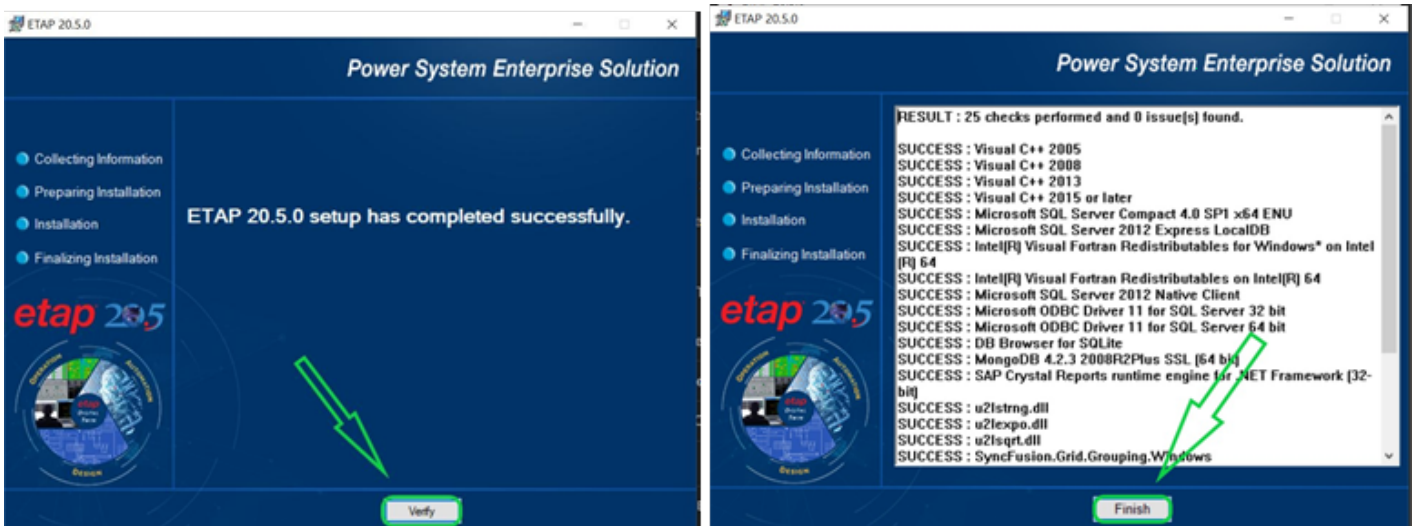 ETAP 20.5.0
Power System Enterprise Solution
Collecting Information
Preparing Installation
Installation
Finalizing Installation
ETAP 20.5.0 setup has completed successfully.
etap 20.5
OPERATION
AUTOMATION
etap
DESIGN
Verify
ETAP 20.5.0
Power System Enterprise Solution
Collecting Information
Preparing Installation
Installation
Finalizing Installation
etap 20.5
OPERATION
AUTOMATION
etap
DESIGN
RESULT : 25 checks performed and 0 issue(s) found.
SUCCESS : Visual C++ 2005
SUCCESS : Visual C++ 2008
SUCCESS : Visual C++ 2013
SUCCESS : Visual C++ 2015 or later
SUCCESS : Microsoft SQL Server Compact 4.0 SP1 x64 ENU
SUCCESS : Microsoft SQL Server 2012 Express LocalDB
SUCCESS : Intel(R) Visual Fortran Redistributables for Windows* on Intel
(R) 64
SUCCESS : Intel(R) Visual Fortran Redistributables on Intel(R) 64
SUCCESS : Microsoft SQL Server 2012 Native Client
SUCCESS : Microsoft ODBC Driver 11 for SQL Server 32 bit
SUCCESS : Microsoft ODBC Driver 11 for SQL Server 64 bit
SUCCESS : DB Browser for SQLite
SUCCESS : MongoDB 4.2.3 2008R2Plus SSL (64 bit)
SUCCESS : SAP Crystal Reports runtime engine for .NET Framework (32-
bit)
SUCCESS : u2lstrng.dll
SUCCESS : u2lexpo.dll
SUCCESS : u2lsqrt.dll
SUCCESS : SyncFusion.Grid.Grouping.Windows
Finish